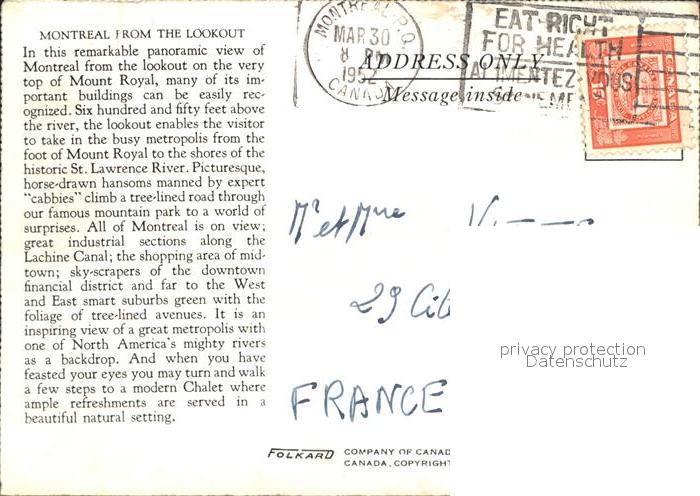 MONTREAL FROM THE LOOKOUT
In this remarkable panoramic view of
Montreal from the lookout on the very
top of Mount Royal, many of its im-
portant buildings can be easily rec-
ognized. Six hundred and fifty feet above
the river, the lookout enables the visitor
to take in the busy metropolis from the
foot of Mount Royal to the shores of the
historic St. Lawrence River. Picturesque,
horse-drawn hansoms manned by expert
"cabbies" climb a tree-lined road through
our famous mountain park to a world of
surprises. All of Montreal is on view;
great industrial sections along the
Lachine Canal; the shopping area of mid-
town; sky-scrapers of the downtown
financial district and far to the West
and East smart suburbs green with the
foliage of tree-lined avenues. It is an
inspiring view of a great metropolis with
one of North America's mighty rivers
as a backdrop. And when you have
feasted your eyes you may turn and walk
a few steps to a modern Chalet where
ample refreshments are served in a
beautiful natural setting.
MONTREAL P.Q.
MAR 30
8 PM
1952
CANADA
EAT RIGHT
FOR HEALTH
ALIMENTEZ-VOUS
ADDRESS ONLY
Message inside
Mr et Mme
29
FRANCE
privacy protection
Datenschutz
FOLKARD COMPANY OF CANAD
CANADA, COPYRIGHT